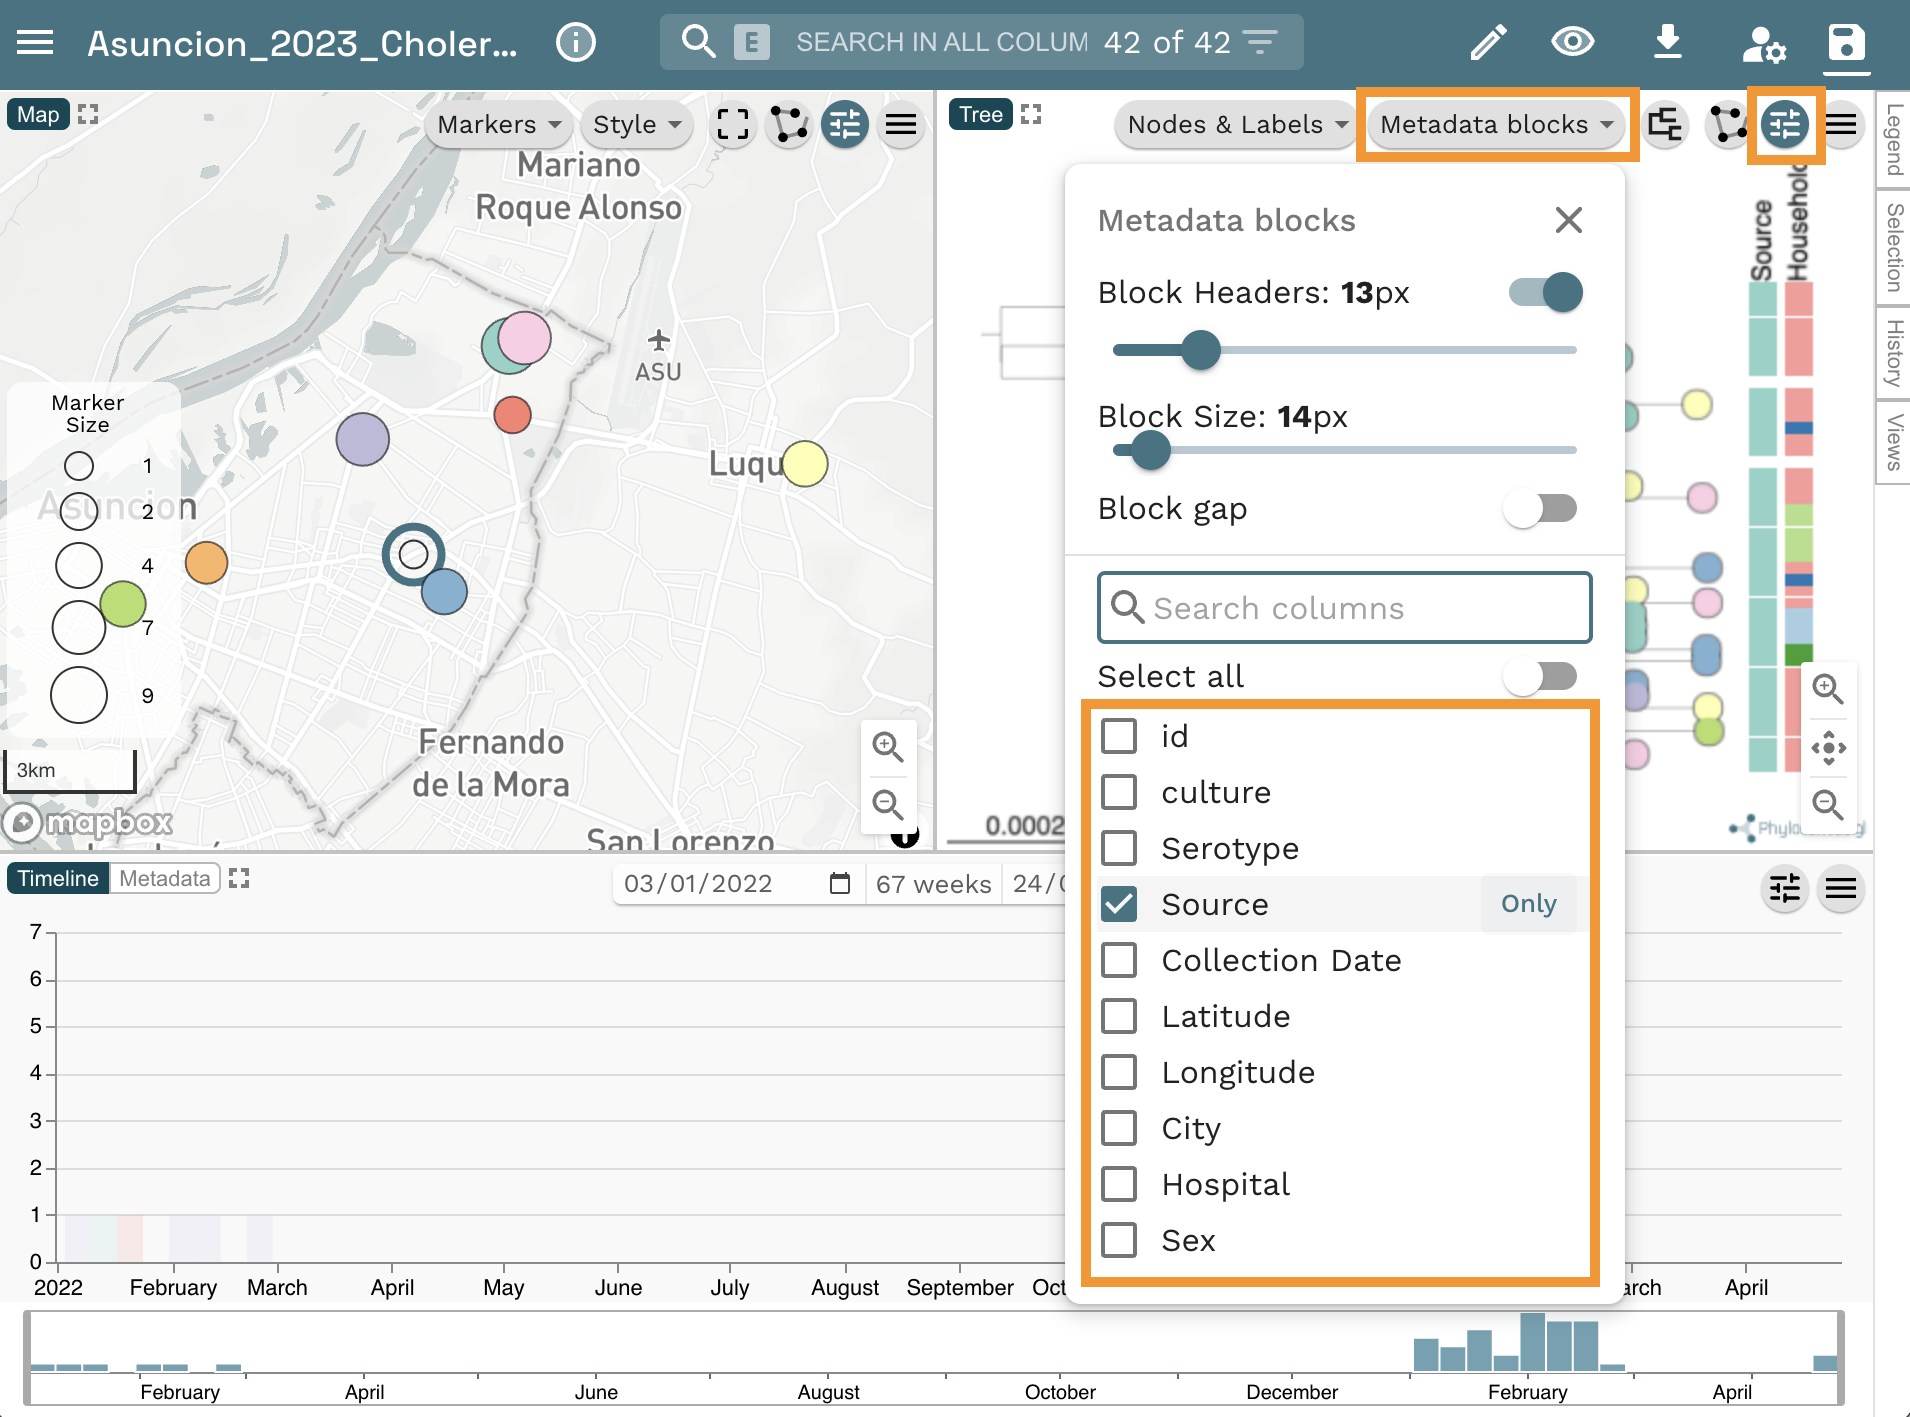 Asuncion_2023_Choler...
E
SEARCH IN ALL COLUM
42 of 42
Map
Markers
Style
Mariano
Roque Alonso
ASU
Luqu
Asuncion
Fernando
de la Mora
San Lorenzo
Marker
Size
1
2
4
7
9
3km
mapbox
Tree
Nodes & Labels
Metadata blocks
Metadata blocks
Block Headers: 13px
Block Size: 14px
Block gap
Search columns
Select all
id
culture
Serotype
Source
Only
Collection Date
Latitude
Longitude
City
Hospital
Sex
Source
Househol
0.0002
Legend
Selection
History
Views
Timeline
Metadata
03/01/2022
67 weeks
24/0
7
6
5
4
3
2
1
0
2022
February
March
April
May
June
July
August
September
Oct
arch
April
February
April
June
August
October
December
February
April